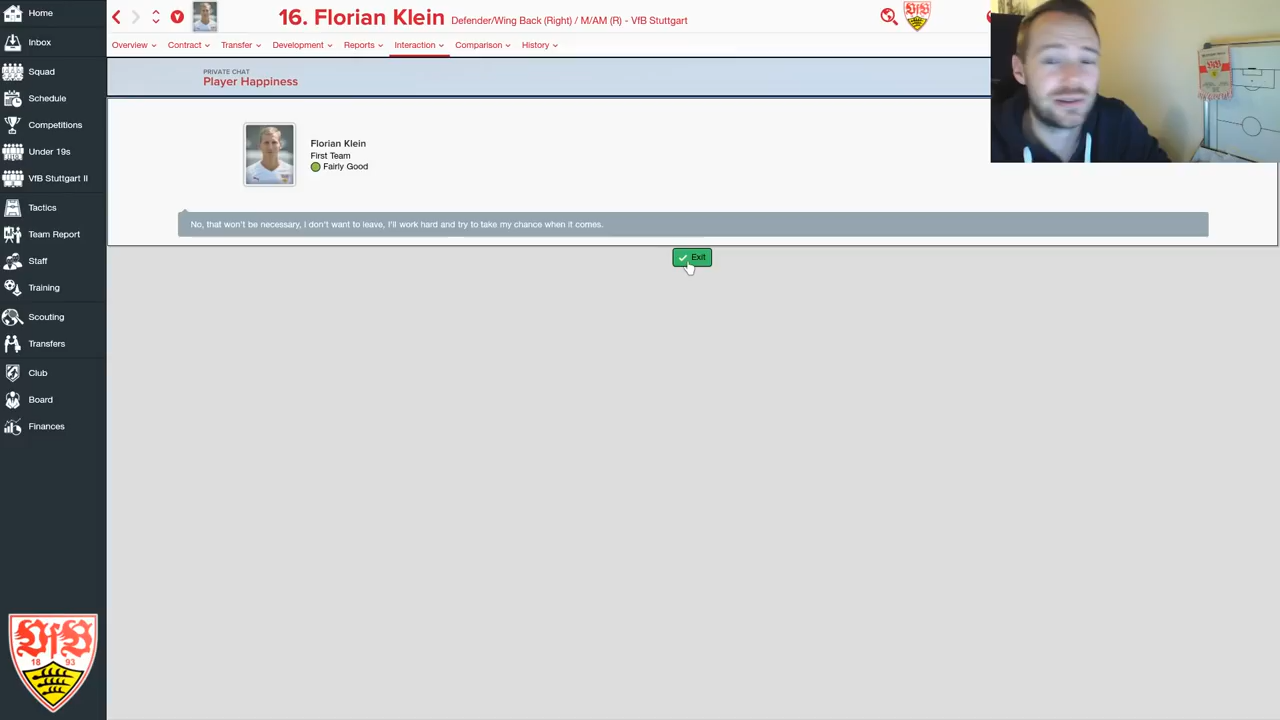 Home
Inbox
Squad
Schedule
Competitions
Under 19s
VfB Stuttgart II
Tactics
Team Report
Staff
Training
Scouting
Transfers
Club
Board
Finances
VfB
18 93
16. Florian Klein Defender/Wing Back (Right) / M/AM (R) - VfB Stuttgart
Overview Contract Transfer Development Reports Interaction Comparison History
PRIVATE CHAT
Player Happiness
Florian Klein
First Team
Fairly Good
No, that won't be necessary, I don't want to leave, I'll work hard and try to take my chance when it comes.
Exit